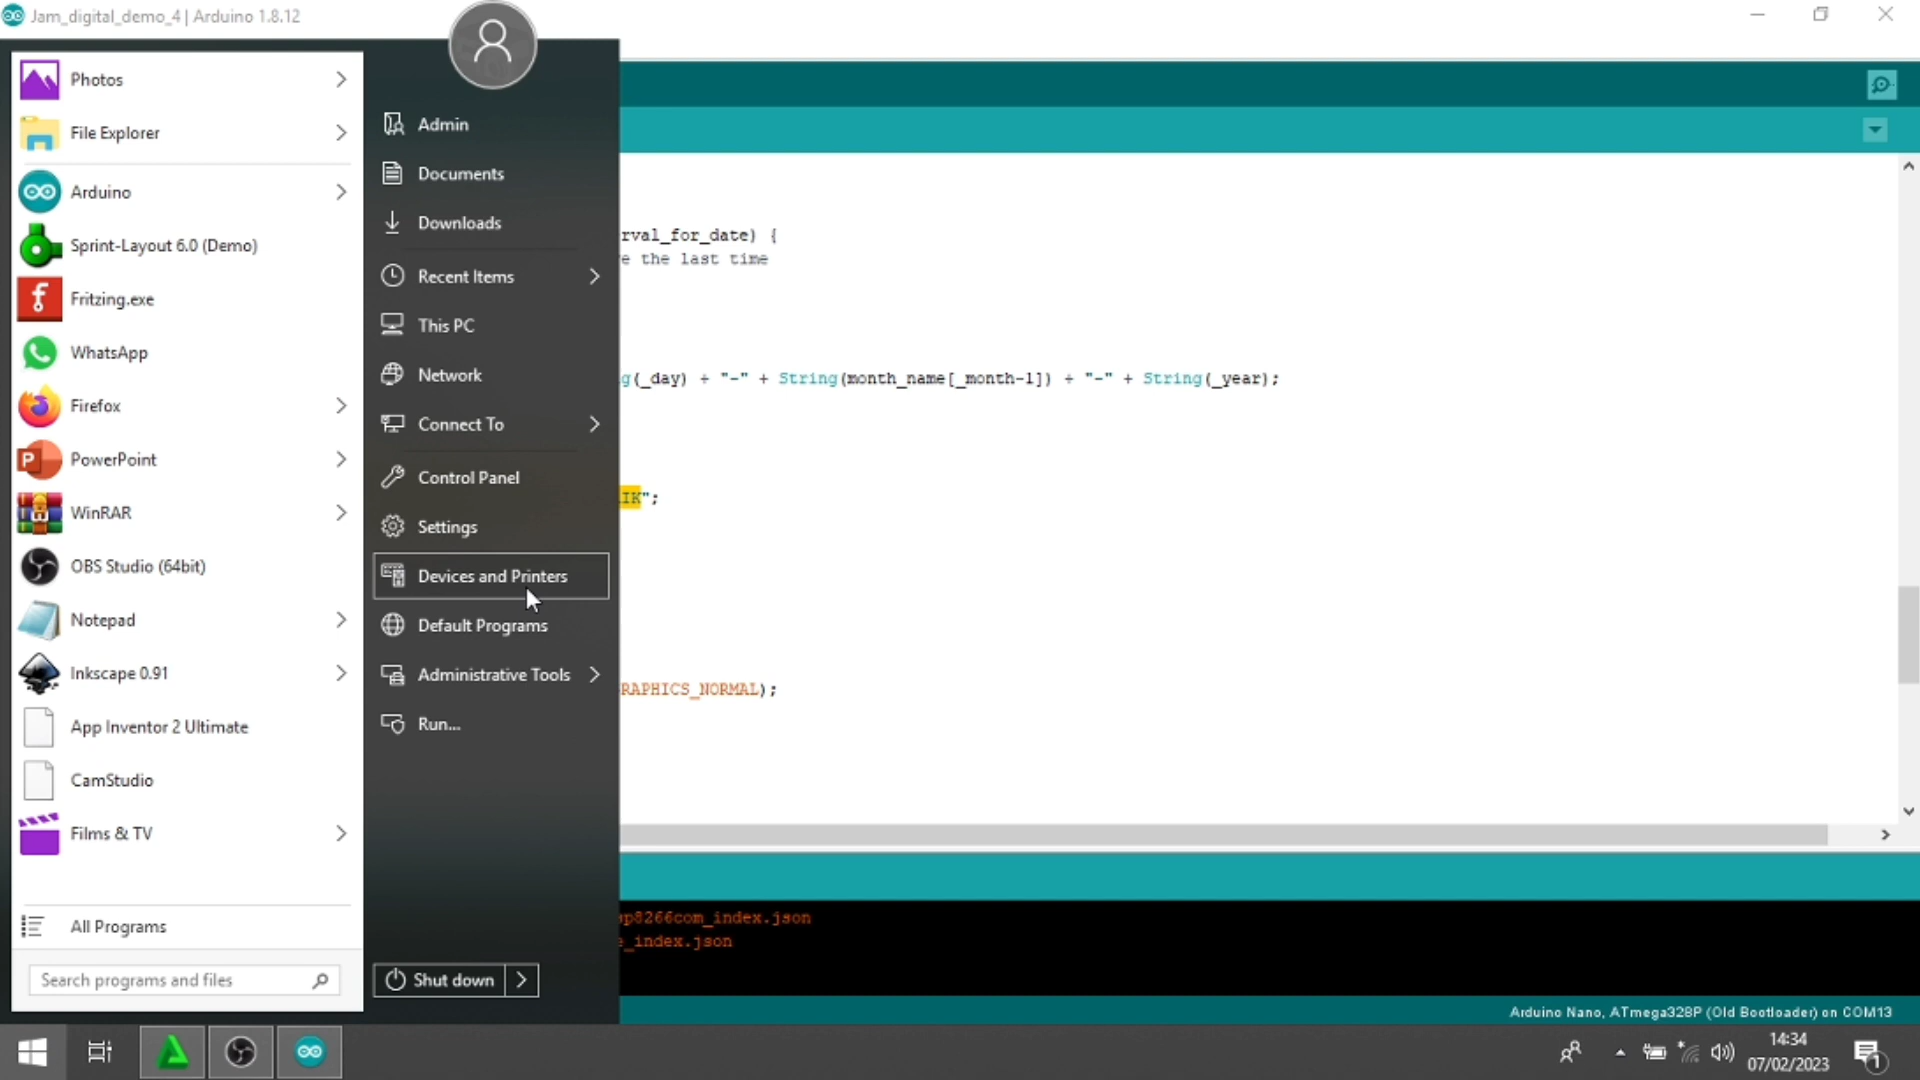 Jam_digital_demo_4 | Arduino 1.8.12
Photos
File Explorer
Arduino
Sprint-Layout 6.0 (Demo)
Fritzing.exe
WhatsApp
Firefox
PowerPoint
WinRAR
OBS Studio (64bit)
Notepad
Inkscape 0.91
App Inventor 2 Ultimate
CamStudio
Films & TV
All Programs
Search programs and files
Admin
Documents
Downloads
Recent Items
This PC
Network
Connect To
Control Panel
Settings
Devices and Printers
Default Programs
Administrative Tools
Run...
Shut down
rval_for_date) {
e the last time
g(_day) + "-" + String(month_name[_month-1]) + "-" + String(_year);
IK";
RAPHICS_NORMAL);
p8266com_index.json
e_index.json
Arduino Nano, ATmega328P (Old Bootloader) on COM13
14:34
07/02/2023
1